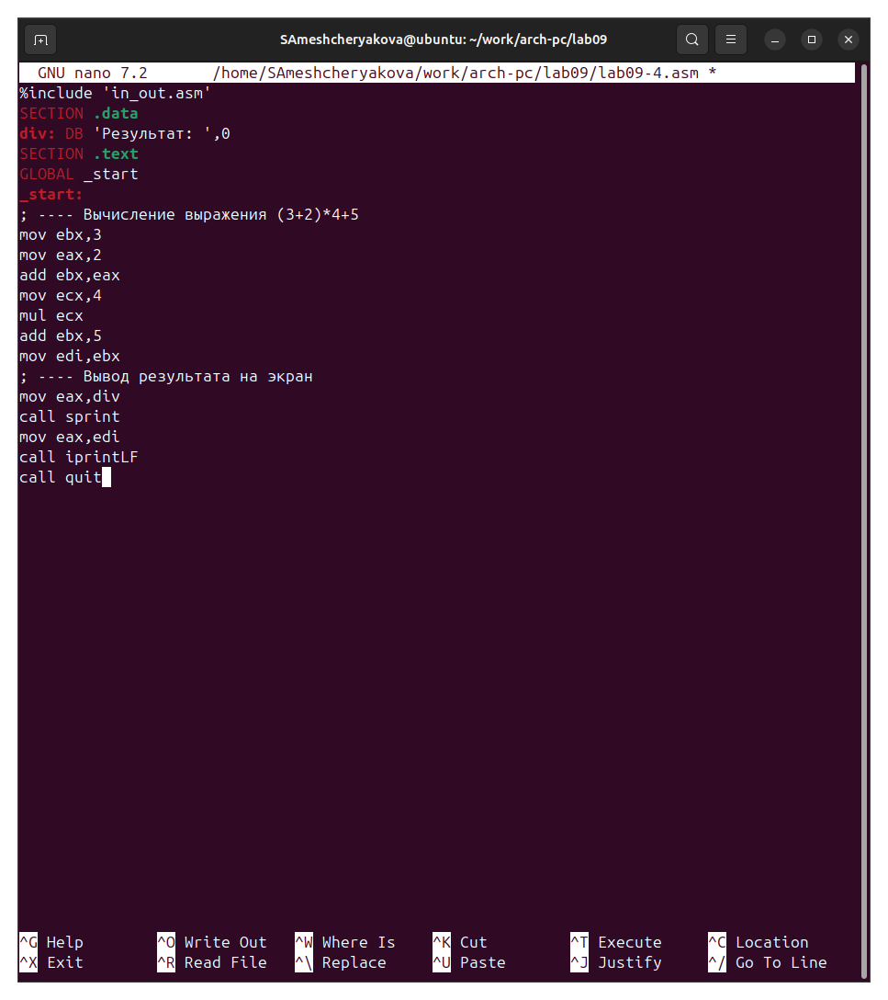 SAmeshcheryakova@ubuntu: ~/work/arch-pc/lab09
GNU nano 7.2 /home/SAmeshcheryakova/work/arch-pc/lab09/lab09-4.asm *
%include 'in_out.asm'
SECTION .data
div: DB 'Результат: ',0
SECTION .text
GLOBAL _start
_start:
; ---- Вычисление выражения (3+2)*4+5
mov ebx,3
mov eax,2
add ebx,eax
mov ecx,4
mul ecx
add ebx,5
mov edi,ebx
; ---- Вывод результата на экран
mov eax,div
call sprint
mov eax,edi
call iprintLF
call quit
^G Help ^O Write Out ^W Where Is ^K Cut ^T Execute ^C Location
^X Exit ^R Read File ^\ Replace ^U Paste ^J Justify ^/ Go To Line